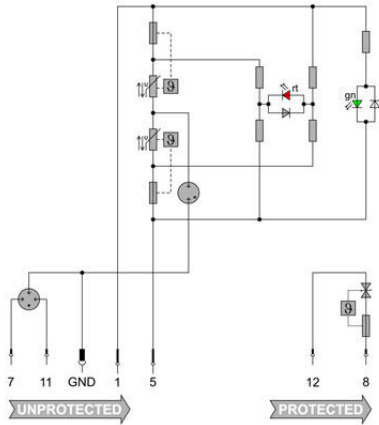 rt
gn
U
ϑ
U
ϑ
ϑ
7 11 GND 1 5 12 8
UNPROTECTED PROTECTED